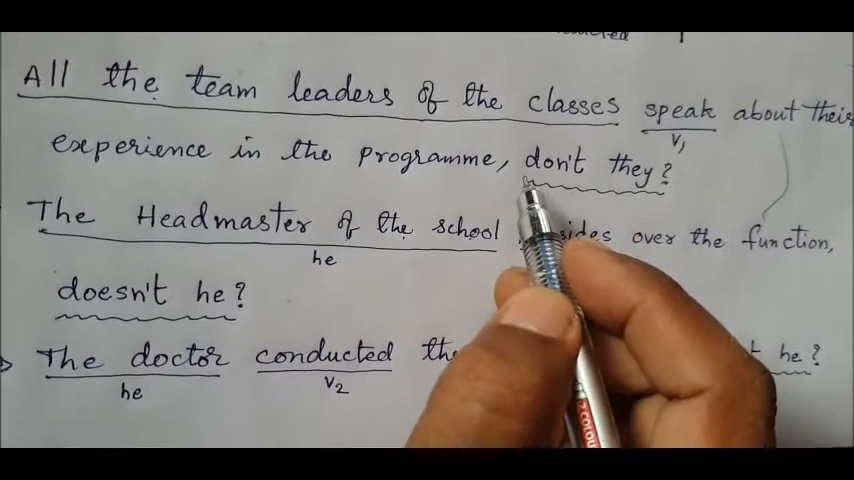 All the team leaders of the classes speak about their
V₁
experience in the programme, don't they?
The Headmaster of the school sides over the function,
he
doesn't he?
The doctor conducted the he?
he V₂
COLOUR